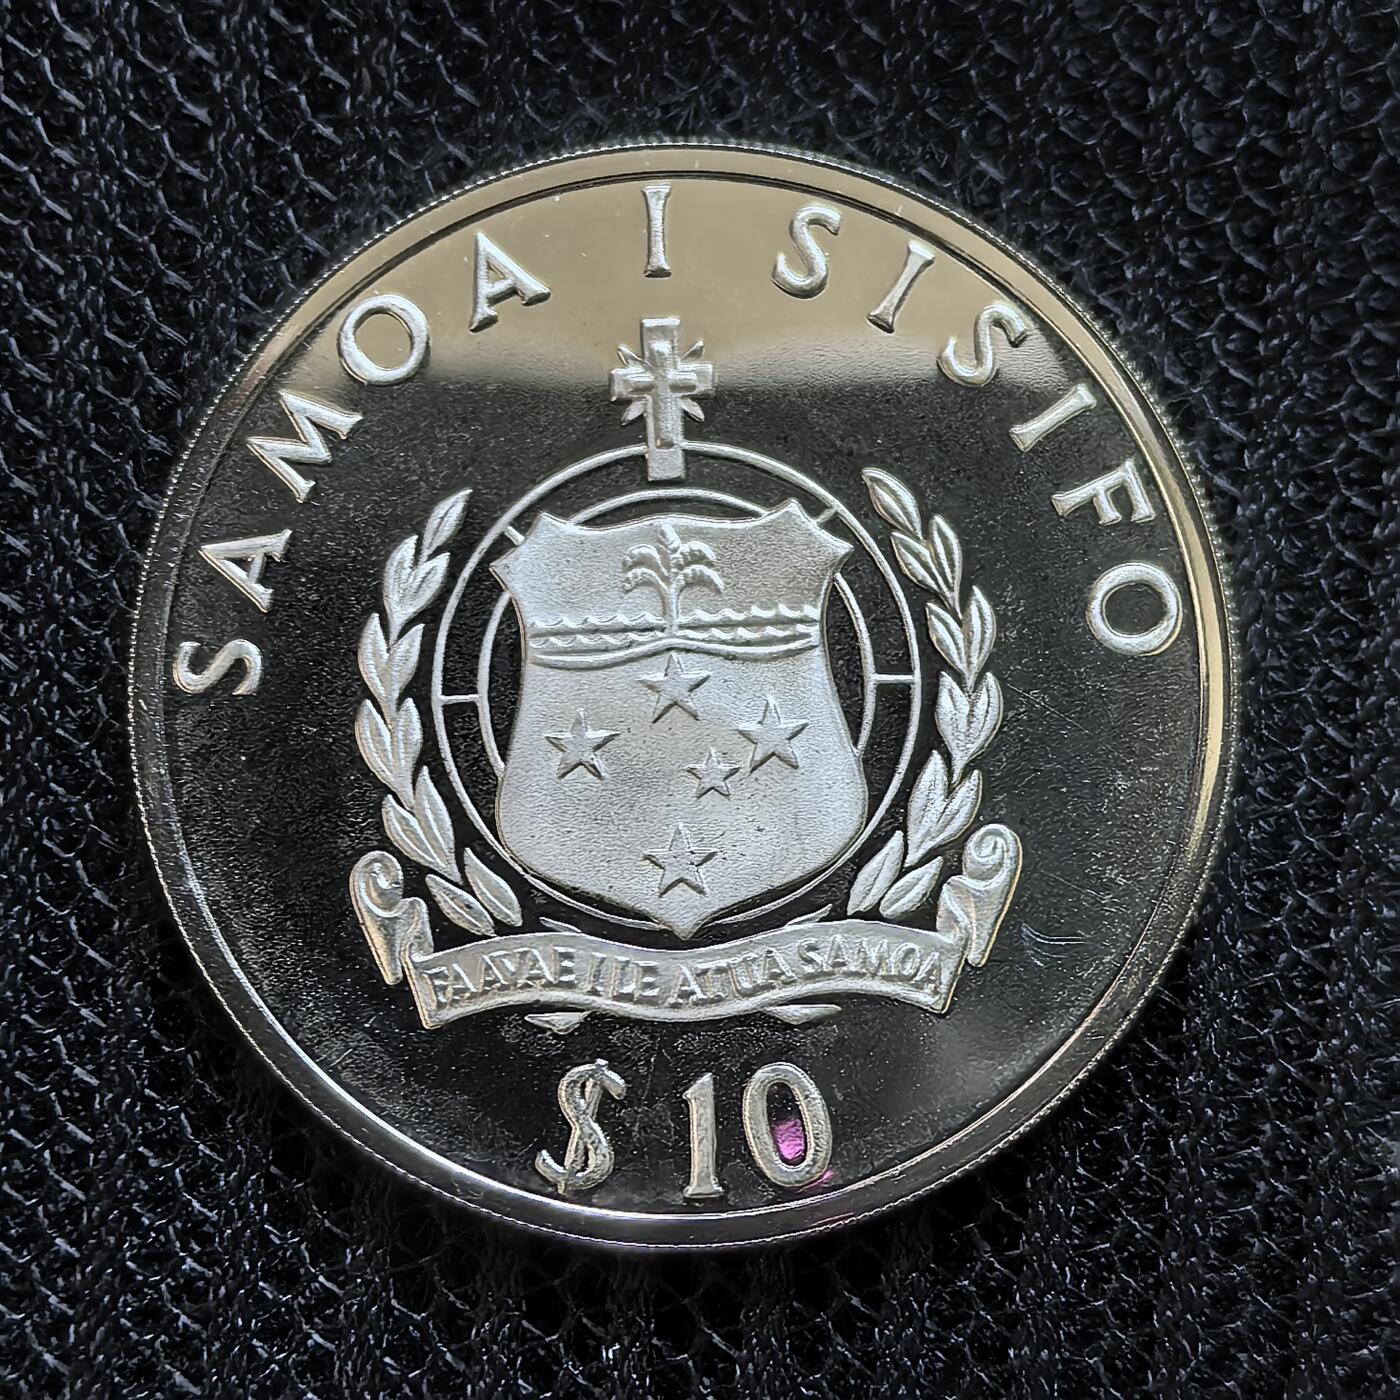 SAMOA I SISIFO
FAAVAE I LE ATUA SAMOA
$10